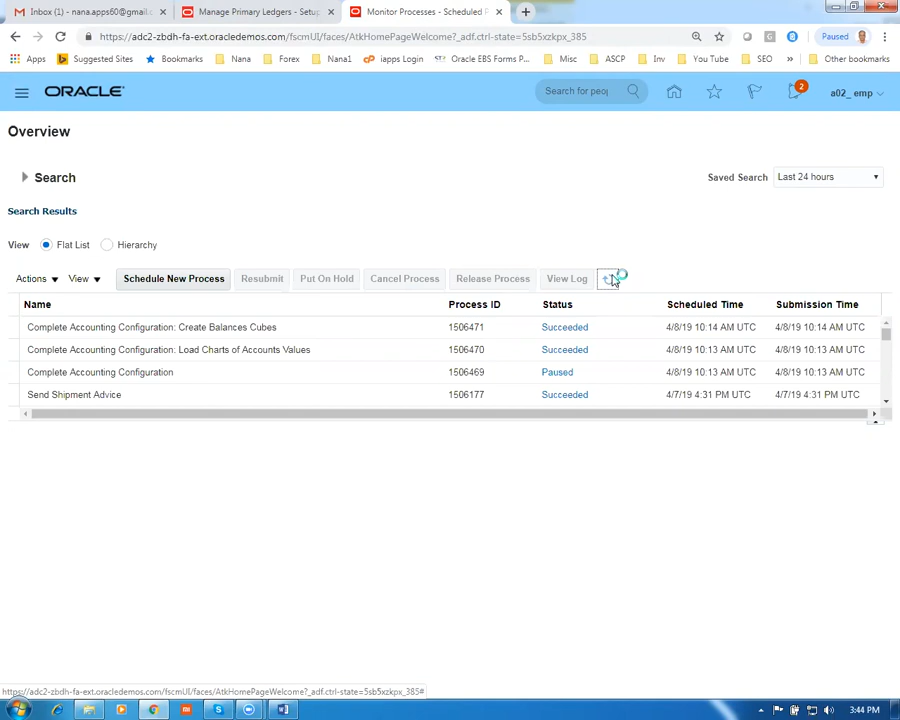 Inbox (1) - nana.apps60@gmail.c
Manage Primary Ledgers - Setup
Monitor Processes - Scheduled P
https://adc2-zbdh-fa-ext.oracledemos.com/fscmUI/faces/AtkHomePageWelcome?_adf.ctrl-state=5sb5xzkpx_385
Paused
Apps Suggested Sites Bookmarks Nana Forex Nana1 iapps Login Oracle EBS Forms P... Misc ASCP Inv You Tube SEO » Other bookmarks
ORACLE
Search for peop
2
a02_ emp
Overview
Search
Saved Search Last 24 hours
Search Results
View Flat List Hierarchy
Actions View Schedule New Process Resubmit Put On Hold Cancel Process Release Process View Log
Name Process ID Status Scheduled Time Submission Time
Complete Accounting Configuration: Create Balances Cubes 1506471 Succeeded 4/8/19 10:14 AM UTC 4/8/19 10:14 AM UTC
Complete Accounting Configuration: Load Charts of Accounts Values 1506470 Succeeded 4/8/19 10:13 AM UTC 4/8/19 10:13 AM UTC
Complete Accounting Configuration 1506469 Paused 4/8/19 10:13 AM UTC 4/8/19 10:13 AM UTC
Send Shipment Advice 1506177 Succeeded 4/7/19 4:31 PM UTC 4/7/19 4:31 PM UTC
https://adc2-zbdh-fa-ext.oracledemos.com/fscmUI/faces/AtkHomePageWelcome?_adf.ctrl-state=5sb5xzkpx_385#
3:44 PM